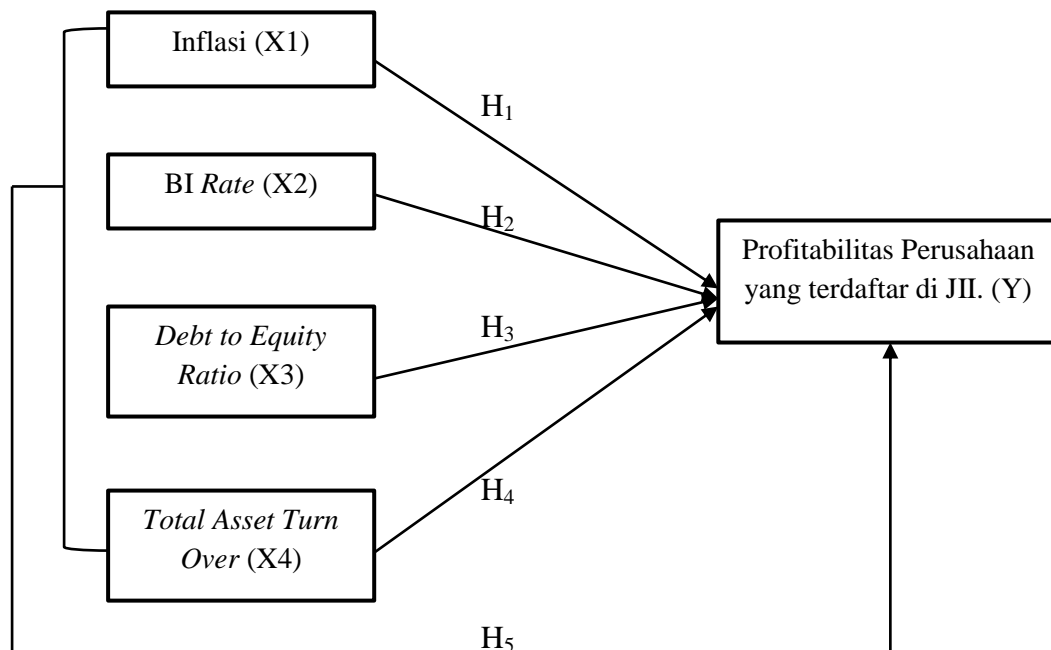 Inflasi (X1)
H₁
BI Rate (X2)
H₂
Profitabilitas Perusahaan
yang terdaftar di JII. (Y)
Debt to Equity
Ratio (X3)
H₃
Total Asset Turn
Over (X4)
H₄
H₅